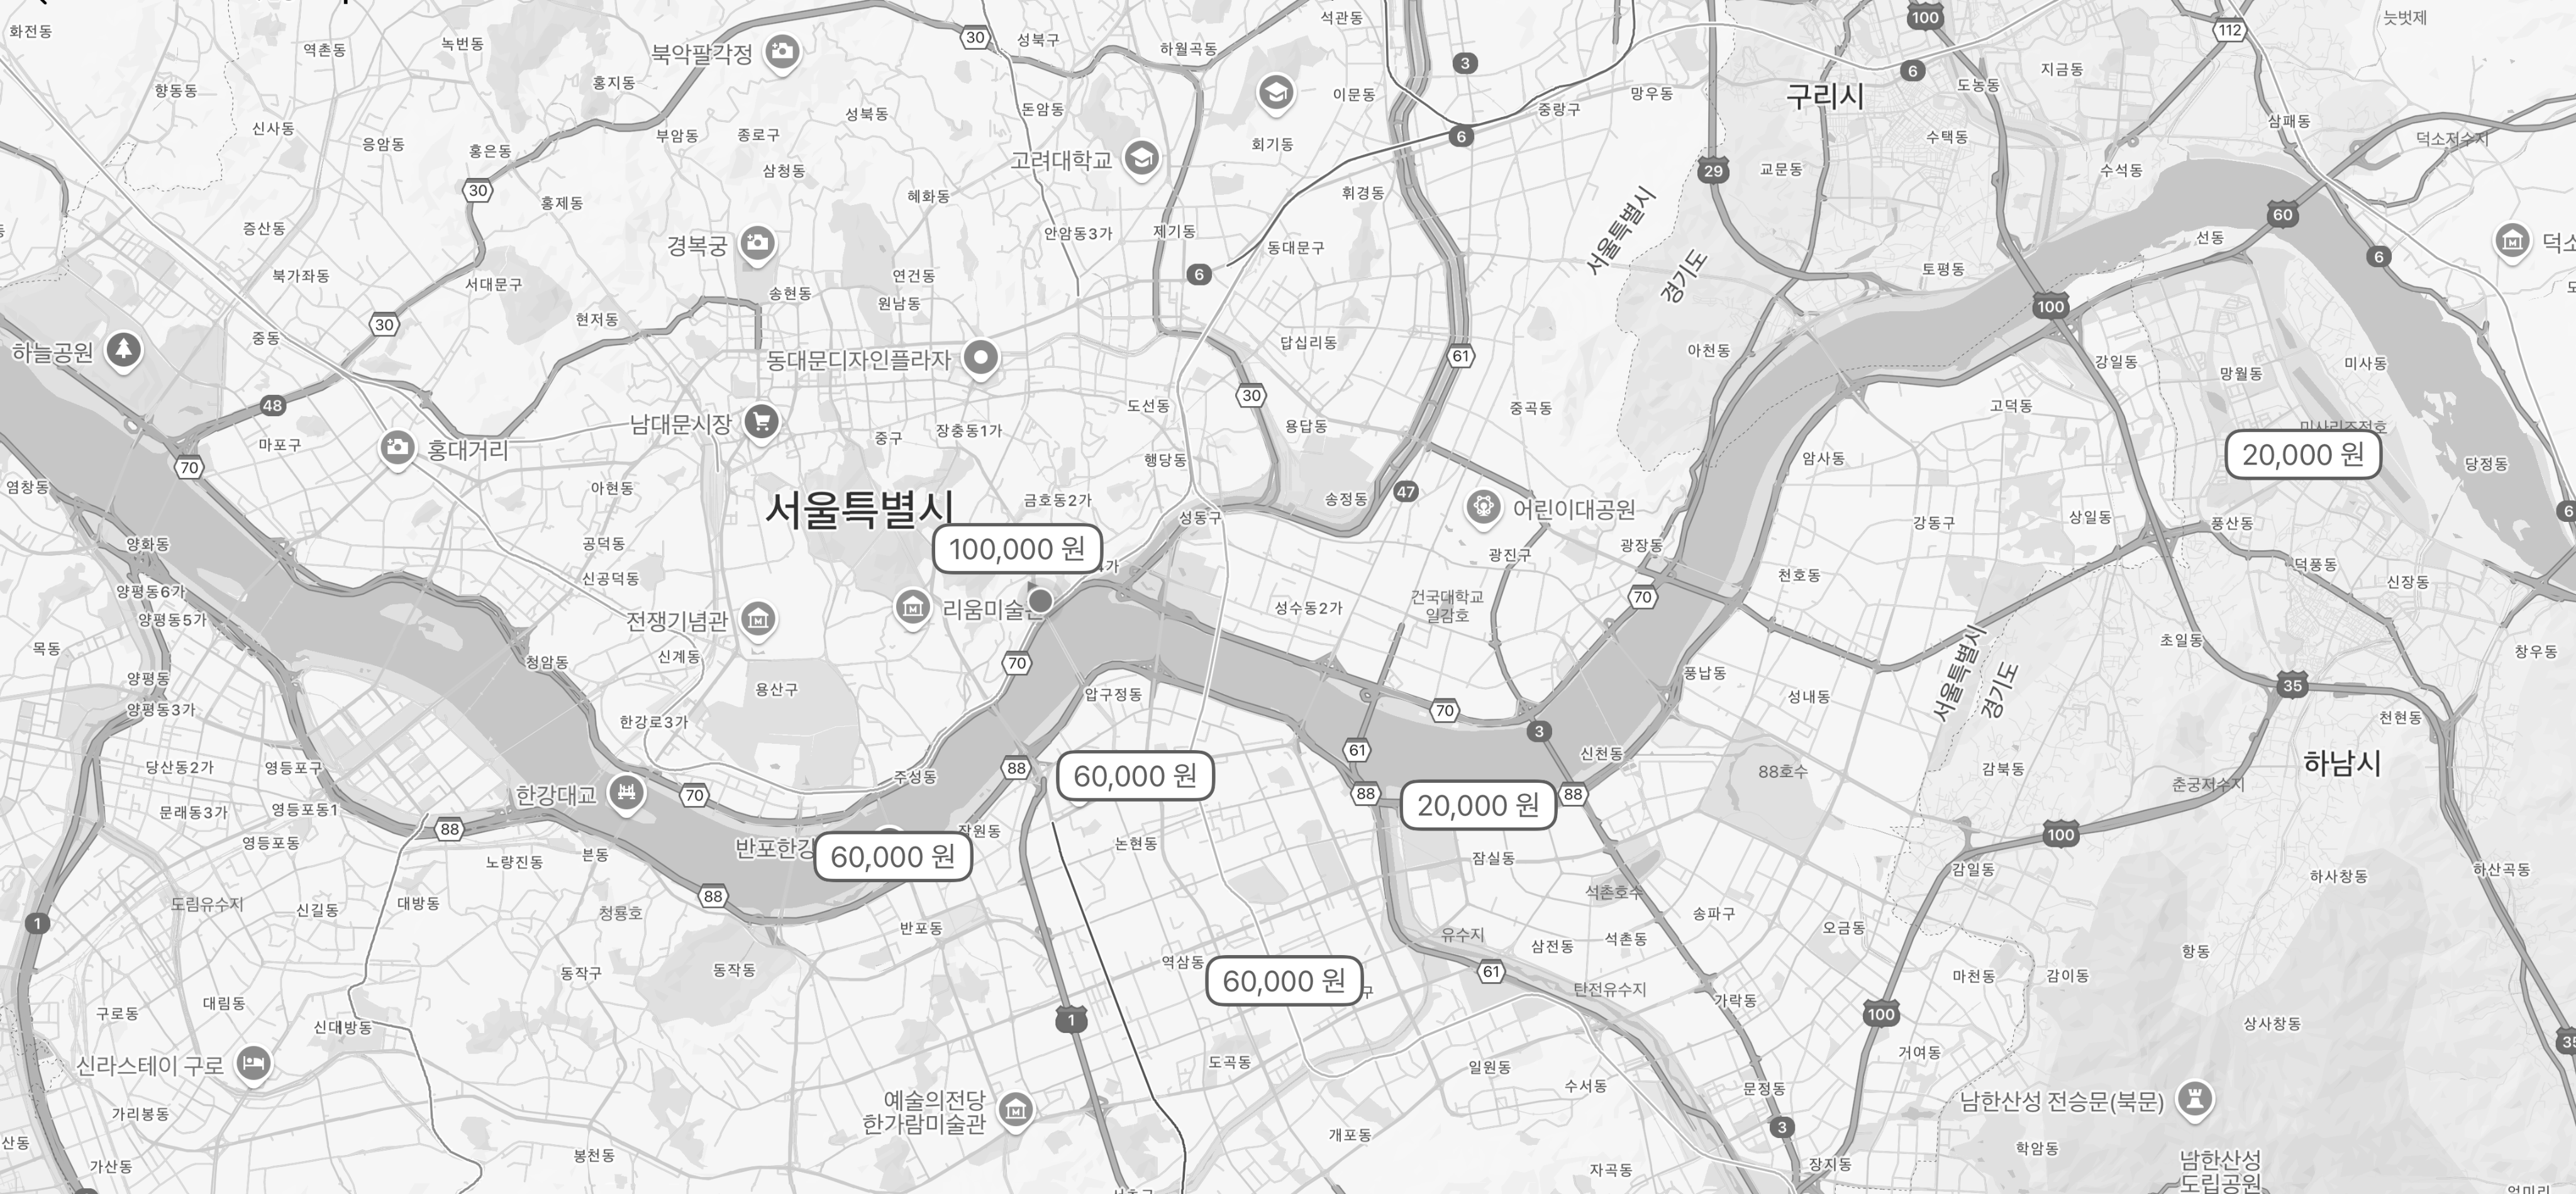 화전동
역촌동
녹번동
북악팔각정
30
성북구
하월곡동
석관동
3
100
6
112
늣벗제
향동동
홍지동
성북동
돈암동
이문동
중랑구
망우동
구리시
도농동
지금동
신사동
응암동
홍은동
부암동
종로구
삼청동
고려대학교
회기동
6
수택동
삼패동
덕소저수지
30
홍제동
혜화동
휘경동
29
교문동
수석동
60
증산동
경복궁
안암동3가
제기동
동대문구
서울특별시
경기도
선동
6
북가좌동
서대문구
송현동
연건동
원남동
6
토평동
100
하늘공원
중동
30
현저동
동대문디자인플라자
답십리동
61
아천동
강일동
망월동
미사동
48
마포구
홍대거리
남대문시장
중구
장충동1가
도선동
30
용답동
중곡동
고덕동
미사리조정호
20,000 원
당정동
70
염창동
아현동
서울특별시
금호동2가
행당동
성동구
송정동
47
어린이대공원
암사동
강동구
상일동
풍산동
6
양화동
공덕동
신공덕동
100,000 원
광진구
광장동
70
천호동
덕풍동
신장동
양평동6가
양평동5가
전쟁기념관
리움미술관
성수동2가
건국대학교
일감호
목동
양평동
양평동3가
청암동
신계동
용산구
70
압구정동
풍납동
성내동
서울특별시
경기도
초일동
창우동
35
천현동
한강로3가
70
3
61
신천동
88호수
감북동
춘궁저수지
하남시
당산동2가
영등포구
한강대교
70
주성동
88
60,000 원
88
20,000 원
88
문래동3가
영등포동1
88
영등포동
노량진동
본동
반포한강
60,000 원
잠원동
논현동
잠실동
석촌호수
100
감일동
하사창동
하산곡동
1
도림유수지
신길동
대방동
청룡호
88
반포동
유수지
삼전동
석촌동
송파구
오금동
항동
동작구
동작동
역삼동
60,000 원
구
61
탄전유수지
가락동
마천동
감이동
구로동
대림동
신대방동
1
100
상사창동
35
신라스테이 구로
도곡동
일원동
수서동
문정동
거여동
가리봉동
예술의전당
한가람미술관
개포동
3
남한산성 전승문(북문)
가산동
봉천동
자곡동
장지동
학암동
남한산성
도립공원